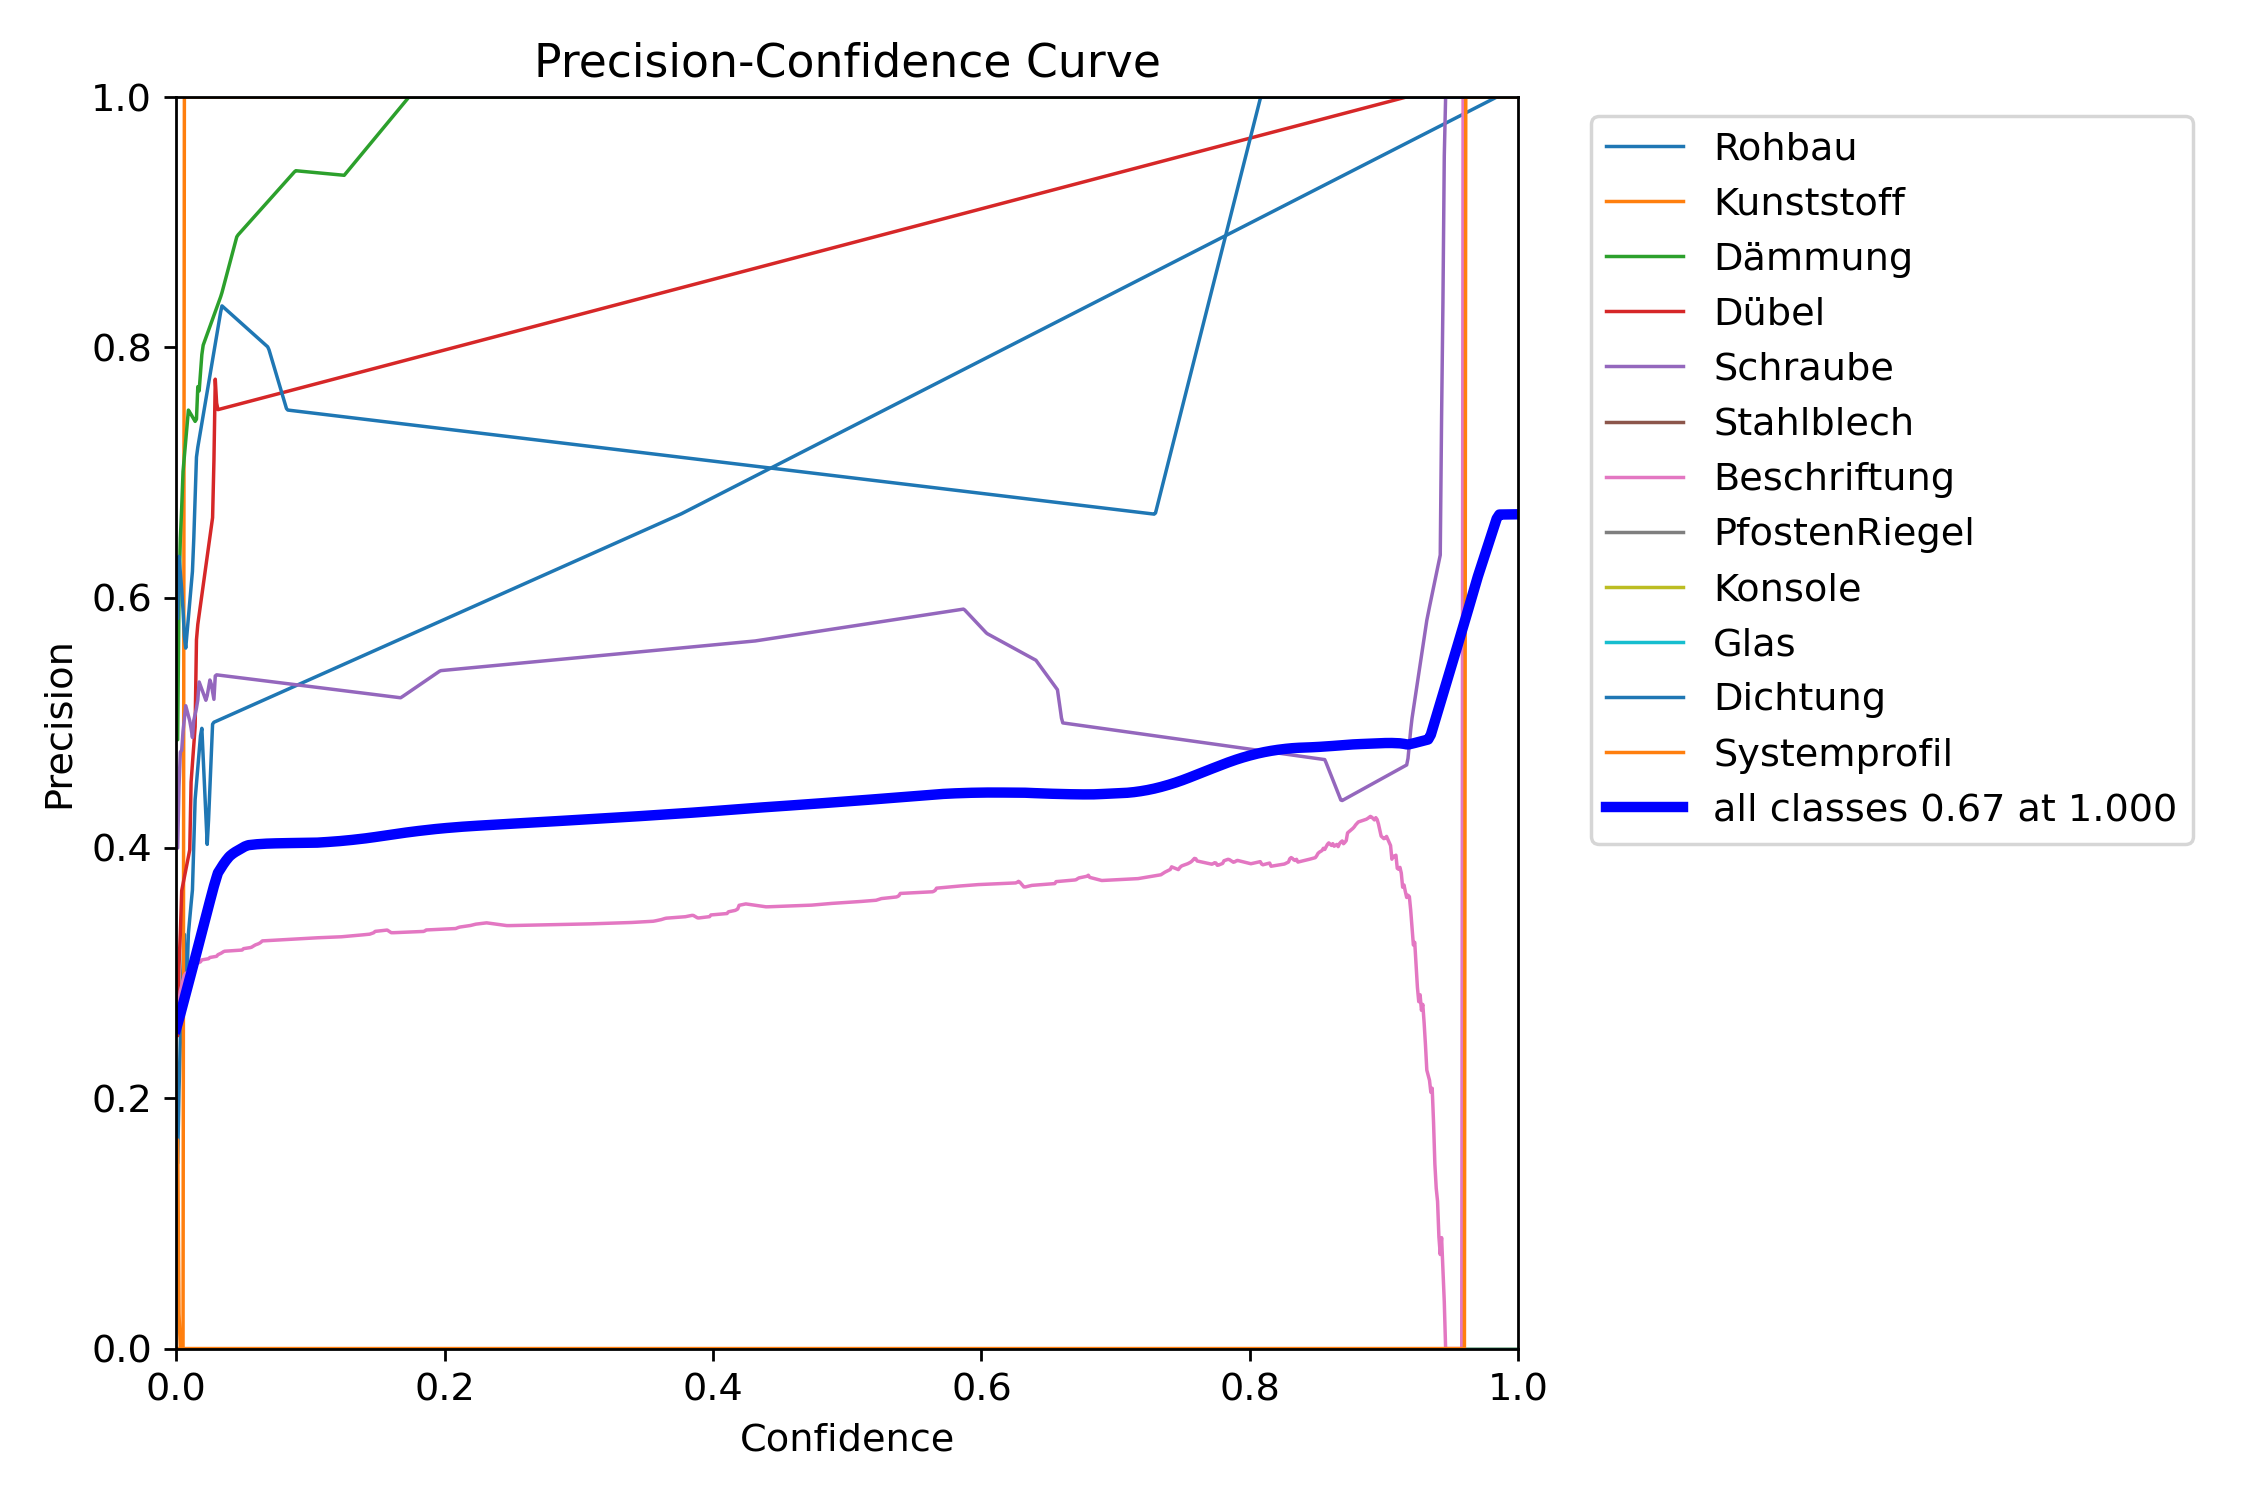 Precision-Confidence Curve
1.0
0.8
0.6
0.4
0.2
0.0
Precision
0.0 0.2 0.4 0.6 0.8 1.0
Confidence
Rohbau
Kunststoff
Dämmung
Dübel
Schraube
Stahlblech
Beschriftung
PfostenRiegel
Konsole
Glas
Dichtung
Systemprofil
all classes 0.67 at 1.000